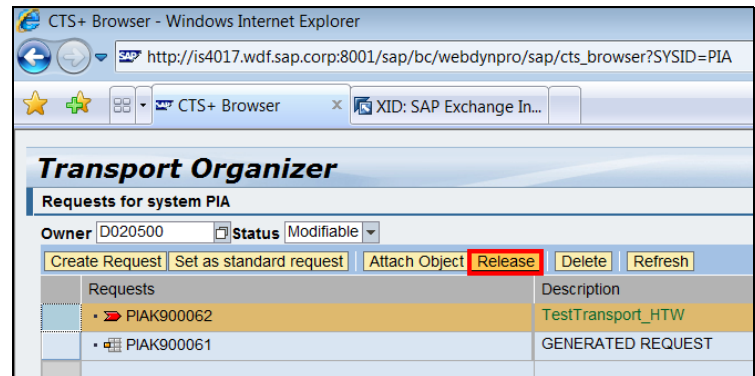 CTS+ Browser - Windows Internet Explorer
SAP http://is4017.wdf.sap.corp:8001/sap/bc/webdynpro/sap/cts_browser?SYSID=PIA
SAP CTS+ Browser x XID: SAP Exchange In...
Transport Organizer
Requests for system PIA
Owner D020500 Status Modifiable
Create Request Set as standard request Attach Object Release Delete Refresh
Requests Description
PIAK900062 TestTransport_HTW
PIAK900061 GENERATED REQUEST